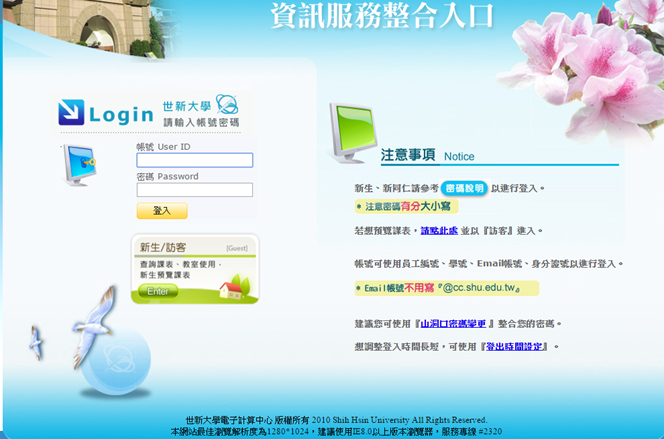 資訊服務整合入口
Login 世新大學
請輸入帳號密碼
帳號 User ID
密碼 Password
登入
新生/訪客 [Guest]
查詢課表、教室使用、
新生預覽課表
Enter
注意事項 Notice
新生、新同仁請參考 密碼說明 以進行登入。
* 注意密碼有分大小寫
若想預覽課表，請點此處 並以『訪客』進入。
帳號可使用員工編號、學號、Email帳號、身分證號以進行登入。
* Email帳號不用寫『@cc.shu.edu.tw』
建議您可使用『山洞口密碼變更 』整合您的密碼。
想調整登入時間長短，可使用『登出時間設定』。
世新大學電子計算中心 版權所有 2010 Shih Hsin University All Rights Reserved.
本網站最佳瀏覽解析度為1280*1024，建議使用IE8.0以上版本瀏覽器，服務專線 #2320